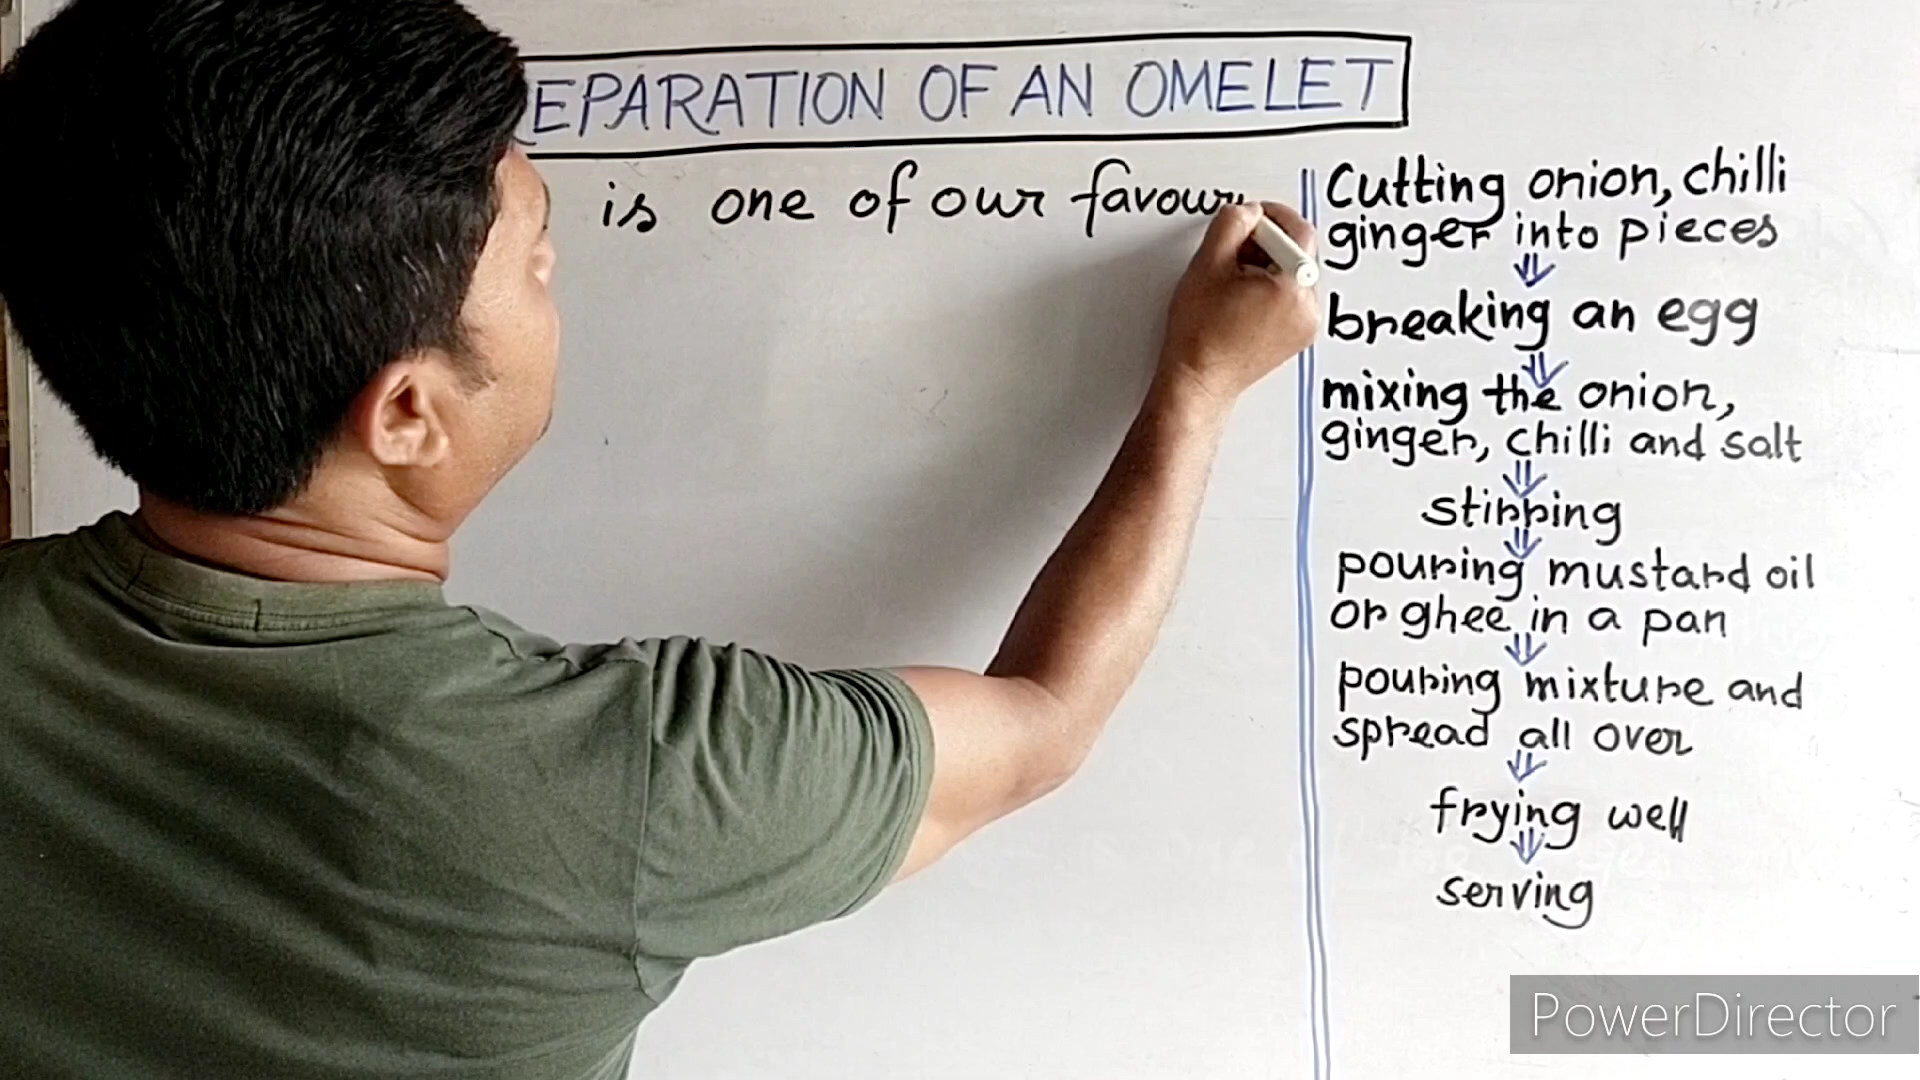 EPARATION OF AN OMELET
is one of our favour
Cutting onion, chilli
ginger into pieces
breaking an egg
mixing the onion,
ginger, chilli and salt
stirring
pouring mustard oil
or ghee in a pan
pouring mixture and
spread all over
frying well
serving
PowerDirector